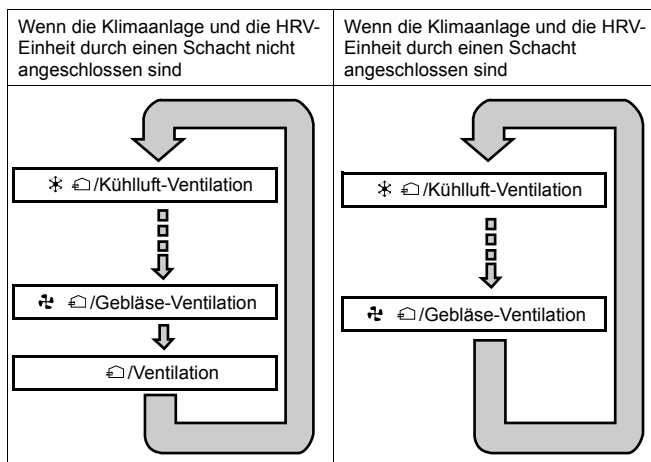 Wenn die Klimaanlage und die HRV-
Einheit durch einen Schacht nicht
angeschlossen sind
Wenn die Klimaanlage und die HRV-
Einheit durch einen Schacht
angeschlossen sind
/Kühlluft-Ventilation
/Gebläse-Ventilation
/Ventilation
/Kühlluft-Ventilation
/Gebläse-Ventilation